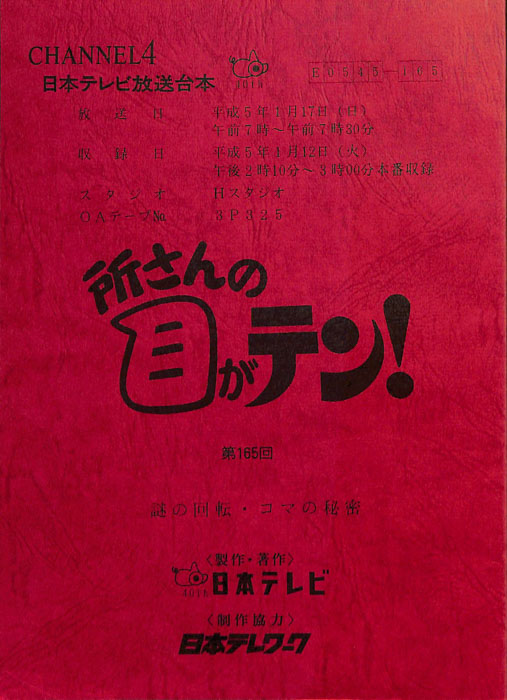 CHANNEL4
日本テレビ放送台本
40th
E0545-105
放送日 平成5年1月17日(日)
午前7時～午前7時30分
収録日 平成5年1月12日(火)
午後2時10分～3時00分本番収録
スタジオ Hスタジオ
OAテープ№ 3P325
所さんの
目がテン!
第165回
謎の回転・コマの秘密
〈製作・著作〉
40th 日本テレビ
〈制作協力〉
日本テレワーク